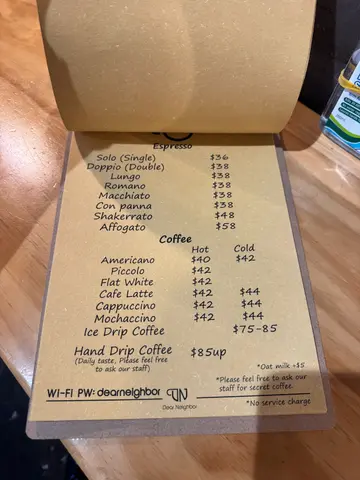 Espresso
Solo (Single) $36
Doppio (Double) $38
Lungo $38
Romano $38
Macchiato $38
Con panna $38
Shakerrato $48
Affogato $58
Coffee
Hot Cold
Americano $40 $42
Piccolo $42
Flat White $42
Cafe Latte $42 $44
Cappuccino $42 $44
Mochaccino $42 $44
Ice Drip Coffee $75-85
Hand Drip Coffee $85up
(Daily taste, Please feel free
to ask our staff)
*Oat milk +$5
*Please feel free to ask our
staff for secret coffee.
WI-FI PW: dearneighbor
Dear Neighbor
*No service charge